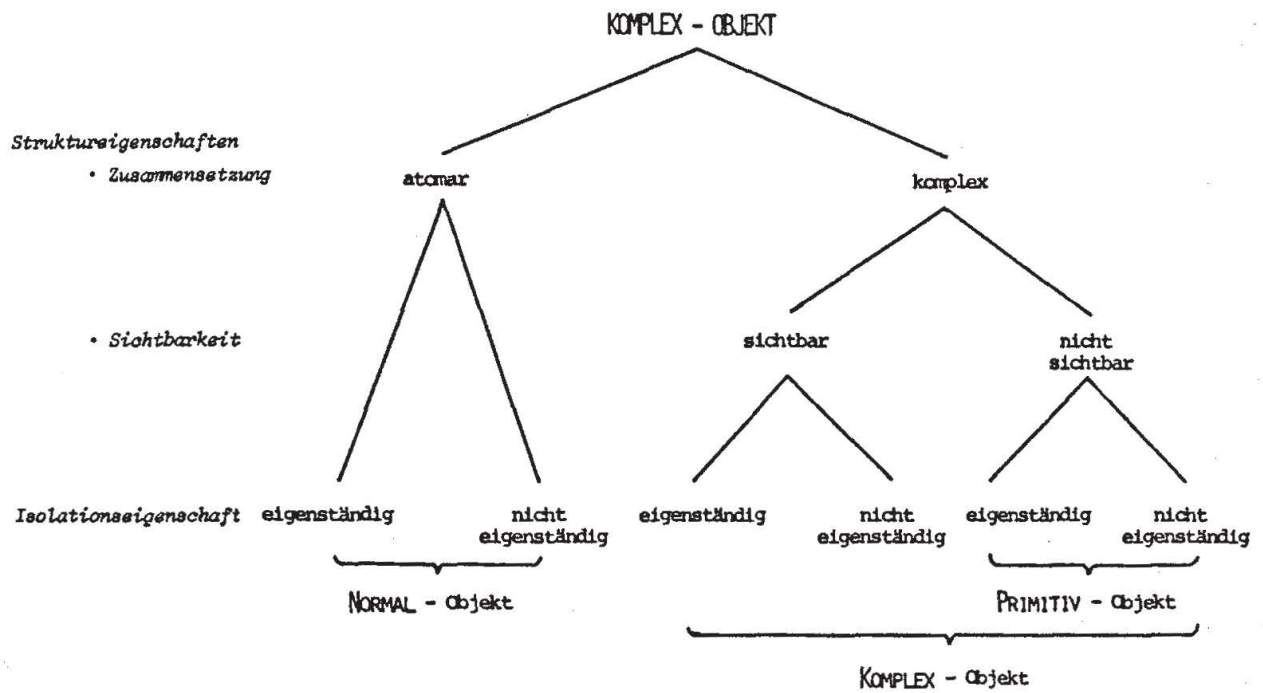 KOMPLEX - OBJEKT
Struktureigenschaften
• Zusammensetzung
atomar
komplex
• Sichtbarkeit
sichtbar
nicht
sichtbar
Isolationseigenschaft
eigenständig
nicht
eigenständig
eigenständig
nicht
eigenständig
eigenständig
nicht
eigenständig
NORMAL - Objekt
PRIMITIV - Objekt
KOMPLEX - Objekt